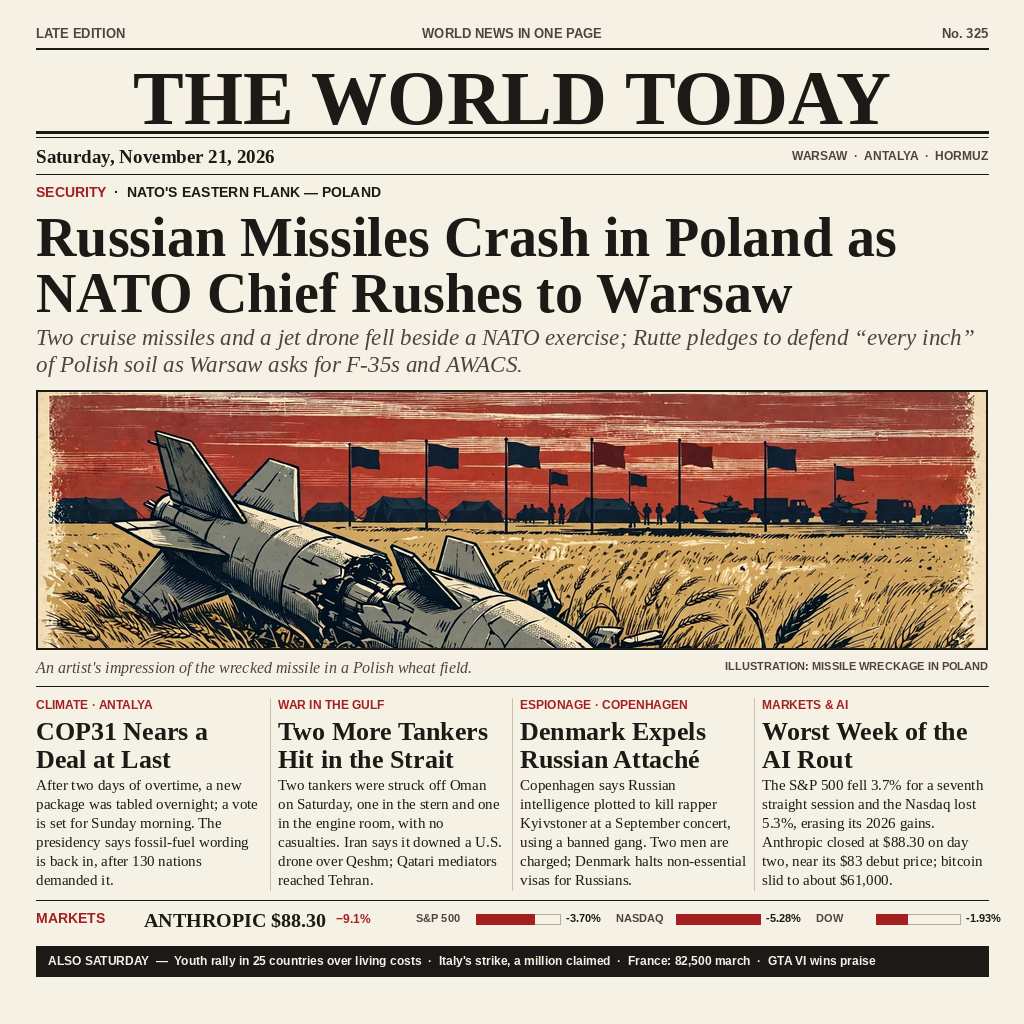 LATE EDITION WORLD NEWS IN ONE PAGE No. 325
THE WORLD TODAY
Saturday, November 21, 2026 WARSAW · ANTALYA · HORMUZ
SECURITY · NATO'S EASTERN FLANK — POLAND
Russian Missiles Crash in Poland as
NATO Chief Rushes to Warsaw
Two cruise missiles and a jet drone fell beside a NATO exercise; Rutte pledges to defend “every inch”
of Polish soil as Warsaw asks for F-35s and AWACS.
An artist's impression of the wrecked missile in a Polish wheat field. ILLUSTRATION: MISSILE WRECKAGE IN POLAND
CLIMATE · ANTALYA
COP31 Nears a
Deal at Last
After two days of overtime, a new
package was tabled overnight; a vote
is set for Sunday morning. The
presidency says fossil-fuel wording
is back in, after 130 nations
demanded it.
WAR IN THE GULF
Two More Tankers
Hit in the Strait
Two tankers were struck off Oman
on Saturday, one in the stern and one
in the engine room, with no
casualties. Iran says it downed a U.S.
drone over Qeshm; Qatari mediators
reached Tehran.
ESPIONAGE · COPENHAGEN
Denmark Expels
Russian Attaché
Copenhagen says Russian
intelligence plotted to kill rapper
Kyivstoner at a September concert,
using a banned gang. Two men are
charged; Denmark halts non-essential
visas for Russians.
MARKETS & AI
Worst Week of the
AI Rout
The S&P 500 fell 3.7% for a seventh
straight session and the Nasdaq lost
5.3%, erasing its 2026 gains.
Anthropic closed at $88.30 on day
two, near its $83 debut price; bitcoin
slid to about $61,000.
MARKETS ANTHROPIC $88.30 −9.1% S&P 500 -3.70% NASDAQ -5.28% DOW -1.93%
ALSO SATURDAY — Youth rally in 25 countries over living costs · Italy's strike, a million claimed · France: 82,500 march · GTA VI wins praise